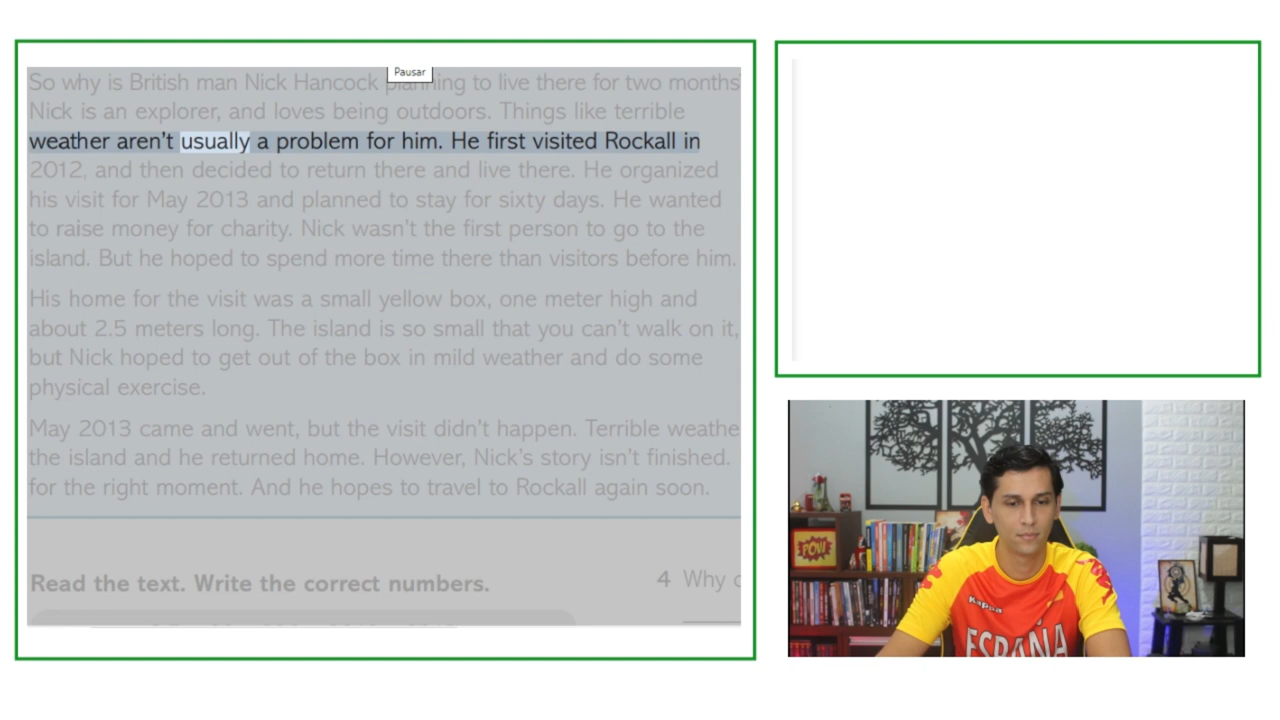 Pausar
So why is British man Nick Hancock planning to live there for two months
Nick is an explorer, and loves being outdoors. Things like terrible
weather aren't usually a problem for him. He first visited Rockall in
2012, and then decided to return there and live there. He organized
his visit for May 2013 and planned to stay for sixty days. He wanted
to raise money for charity. Nick wasn't the first person to go to the
island. But he hoped to spend more time there than visitors before him.
His home for the visit was a small yellow box, one meter high and
about 2.5 meters long. The island is so small that you can't walk on it,
but Nick hoped to get out of the box in mild weather and do some
physical exercise.
May 2013 came and went, but the visit didn't happen. Terrible weathe
the island and he returned home. However, Nick's story isn't finished.
for the right moment. And he hopes to travel to Rockall again soon.
Read the text. Write the correct numbers.
4 Why
POW
Kappa
ESPAÑA